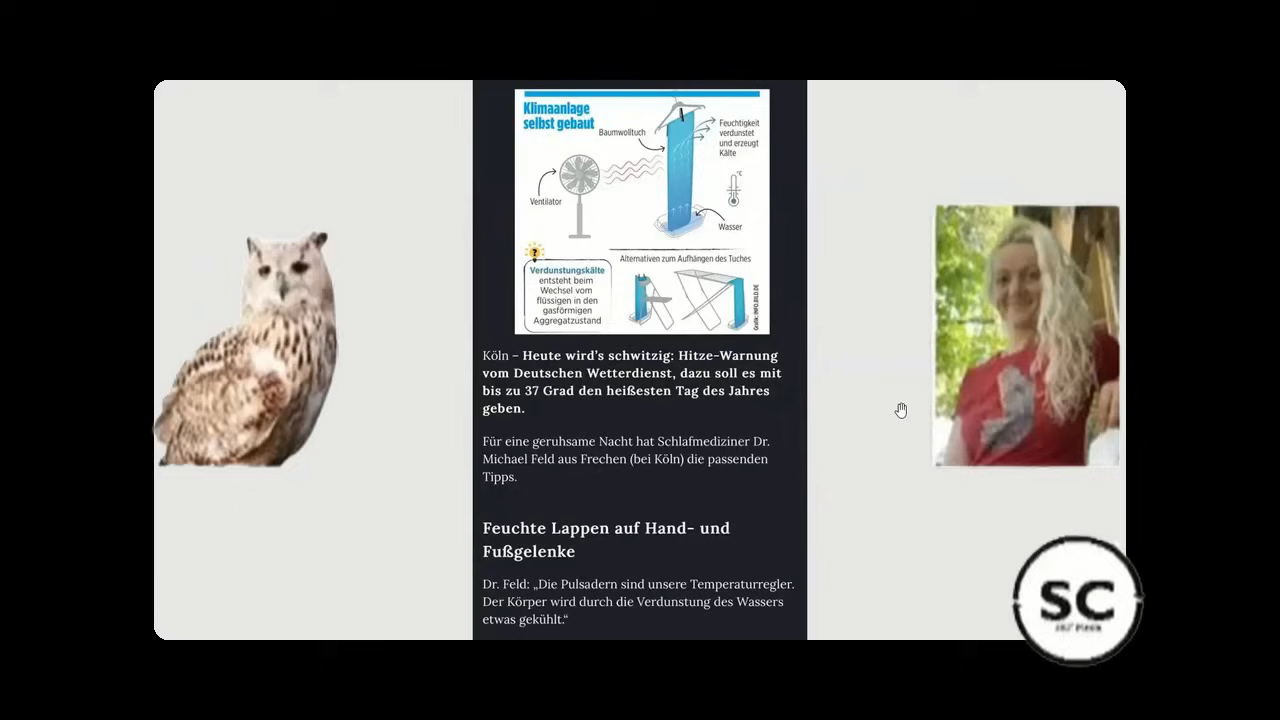 Klimaanlage
selbst gebaut
Baumwolltuch
Feuchtigkeit
verdunstet
und erzeugt
Kälte
°C
Ventilator
Wasser
?
Alternativen zum Aufhängen des Tuches
Verdunstungskälte
entsteht beim
Wechsel vom
flüssigen in den
gasförmigen
Aggregatzustand
Grafik: INFO.BILD.DE
Köln – Heute wird's schwitzig: Hitze-Warnung
vom Deutschen Wetterdienst, dazu soll es mit
bis zu 37 Grad den heißesten Tag des Jahres
geben.
Für eine geruhsame Nacht hat Schlafmediziner Dr.
Michael Feld aus Frechen (bei Köln) die passenden
Tipps.
Feuchte Lappen auf Hand- und
Fußgelenke
Dr. Feld: „Die Pulsadern sind unsere Temperaturregler.
Der Körper wird durch die Verdunstung des Wassers
etwas gekühlt.“
SC